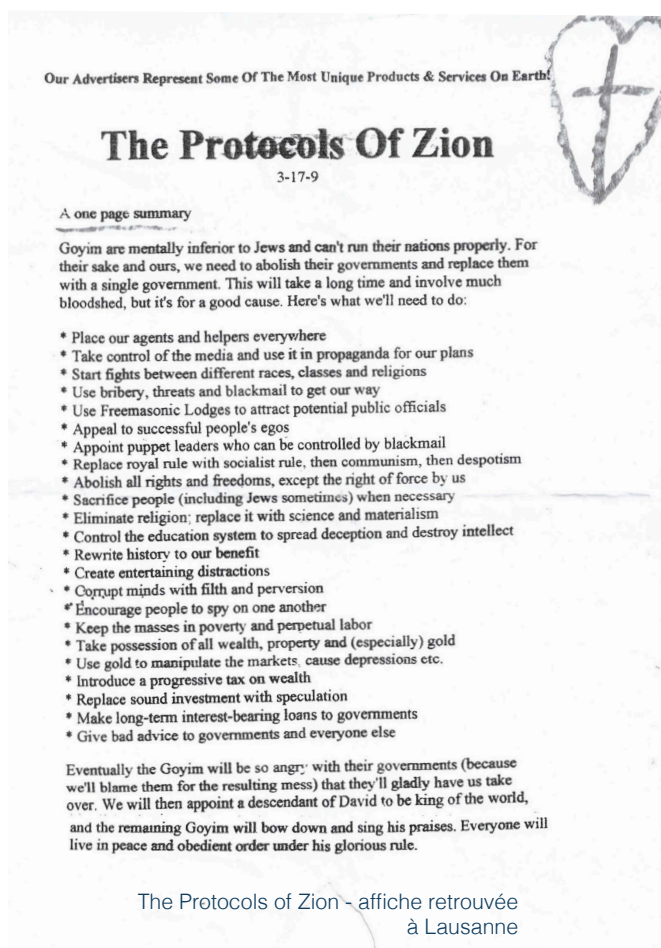 Our Advertisers Represent Some Of The Most Unique Products & Services On Earth!
The Protocols Of Zion
3-17-9
A one page summary
Goyim are mentally inferior to Jews and can't run their nations properly. For
their sake and ours, we need to abolish their governments and replace them
with a single government. This will take a long time and involve much
bloodshed, but it's for a good cause. Here's what we'll need to do:
* Place our agents and helpers everywhere
* Take control of the media and use it in propaganda for our plans
* Start fights between different races, classes and religions
* Use bribery, threats and blackmail to get our way
* Use Freemasonic Lodges to attract potential public officials
* Appeal to successful people's egos
* Appoint puppet leaders who can be controlled by blackmail
* Replace royal rule with socialist rule, then communism, then despotism
* Abolish all rights and freedoms, except the right of force by us
* Sacrifice people (including Jews sometimes) when necessary
* Eliminate religion; replace it with science and materialism
* Control the education system to spread deception and destroy intellect
* Rewrite history to our benefit
* Create entertaining distractions
* Corrupt minds with filth and perversion
* Encourage people to spy on one another
* Keep the masses in poverty and perpetual labor
* Take possession of all wealth, property and (especially) gold
* Use gold to manipulate the markets, cause depressions etc.
* Introduce a progressive tax on wealth
* Replace sound investment with speculation
* Make long-term interest-bearing loans to governments
* Give bad advice to governments and everyone else
Eventually the Goyim will be so angry with their governments (because
we'll blame them for the resulting mess) that they'll gladly have us take
over. We will then appoint a descendant of David to be king of the world,
and the remaining Goyim will bow down and sing his praises. Everyone will
live in peace and obedient order under his glorious rule.
The Protocols of Zion - affiche retrouvée
à Lausanne